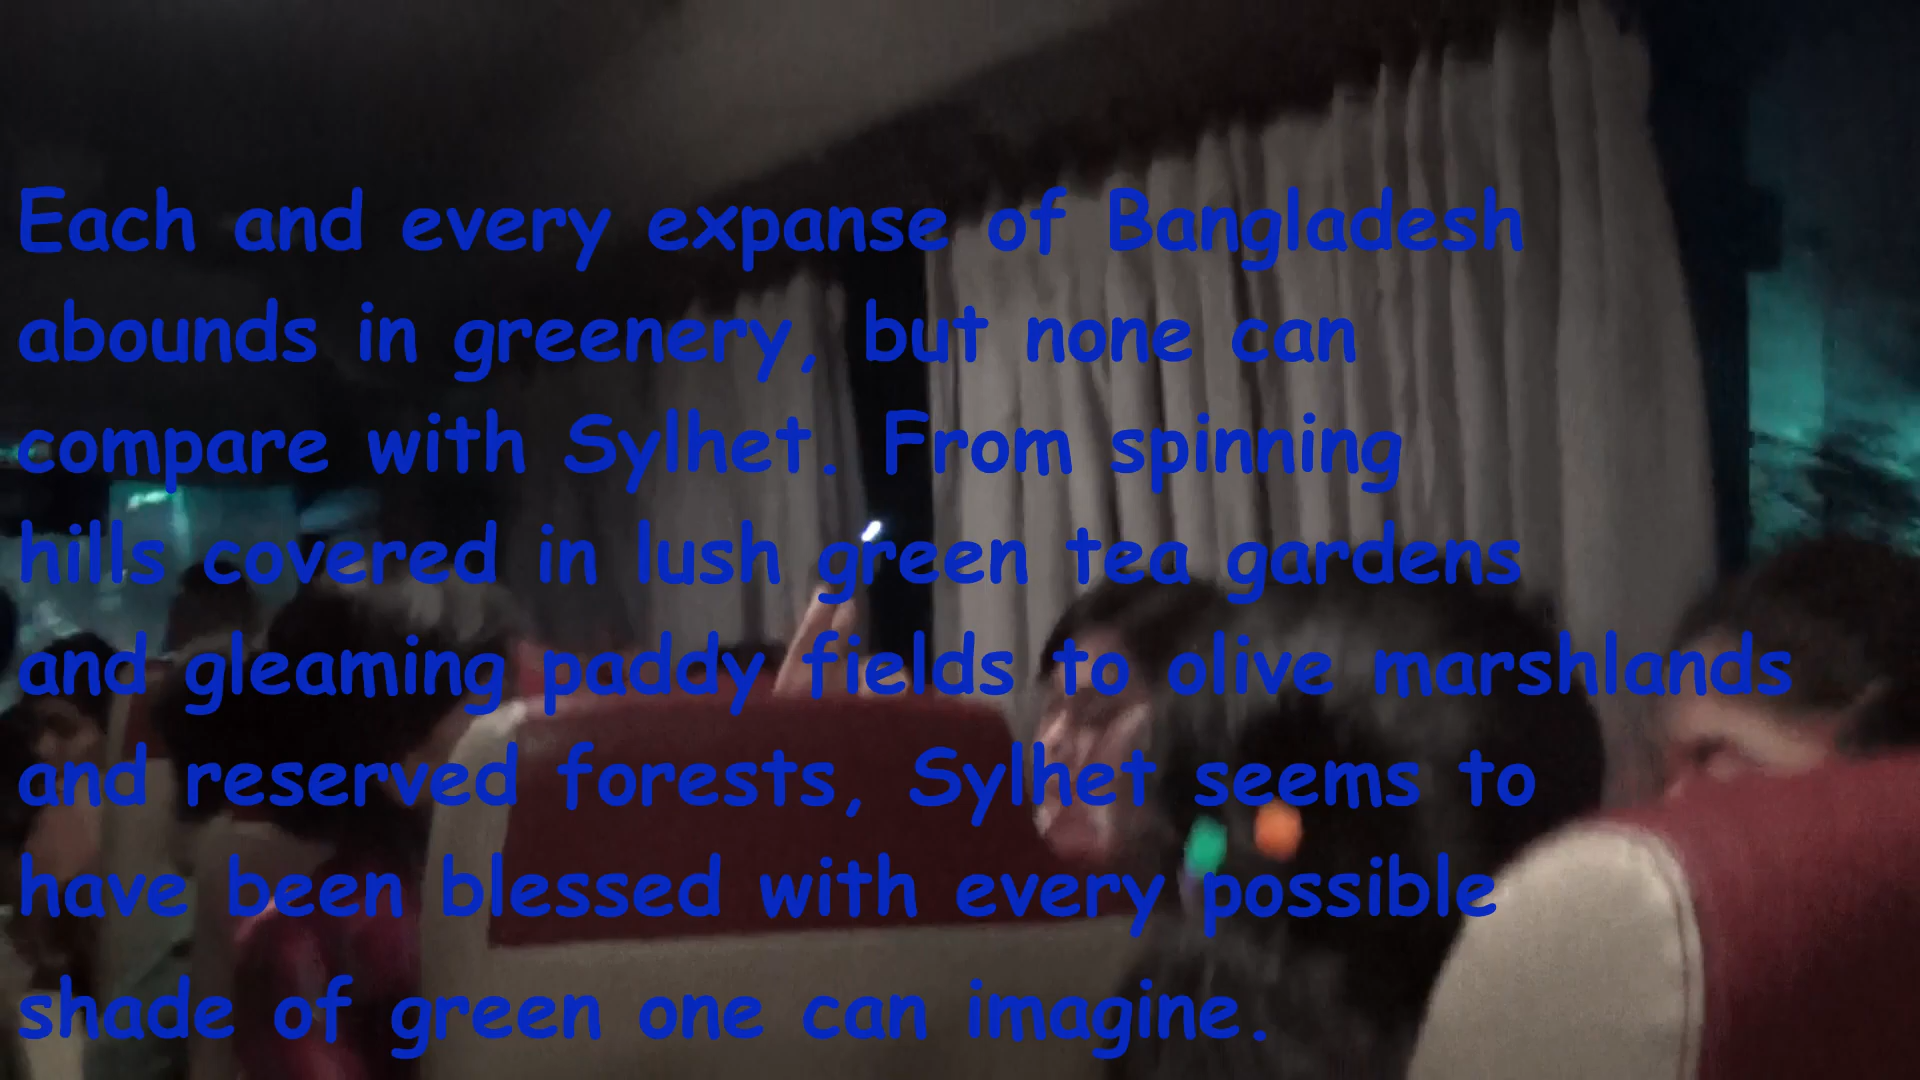 Each and every expanse of Bangladesh
abounds in greenery, but none can
compare with Sylhet. From spinning
hills covered in lush green tea gardens
and gleaming paddy fields to olive marshlands
and reserved forests, Sylhet seems to
have been blessed with every possible
shade of green one can imagine.